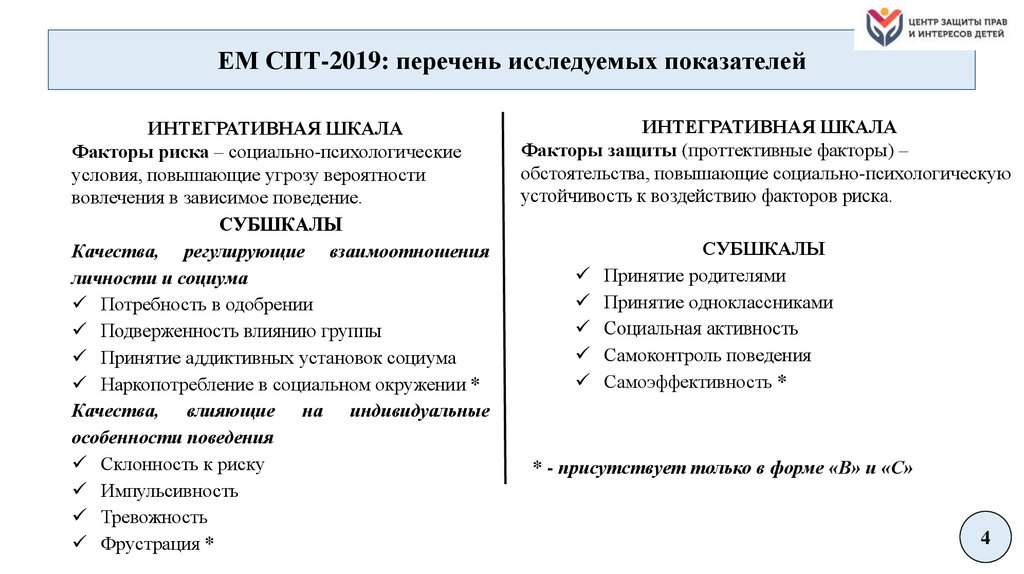 ЦЕНТР ЗАЩИТЫ ПРАВ
И ИНТЕРЕСОВ ДЕТЕЙ
ЕМ СПТ-2019: перечень исследуемых показателей
ИНТЕГРАТИВНАЯ ШКАЛА
Факторы риска – социально-психологические
условия, повышающие угрозу вероятности
вовлечения в зависимое поведение.
СУБШКАЛЫ
Качества, регулирующие взаимоотношения
личности и социума
✓ Потребность в одобрении
✓ Подверженность влиянию группы
✓ Принятие аддиктивных установок социума
✓ Наркопотребление в социальном окружении *
Качества, влияющие на индивидуальные
особенности поведения
✓ Склонность к риску
✓ Импульсивность
✓ Тревожность
✓ Фрустрация *
ИНТЕГРАТИВНАЯ ШКАЛА
Факторы защиты (проттективные факторы) –
обстоятельства, повышающие социально-психологическую
устойчивость к воздействию факторов риска.
СУБШКАЛЫ
✓ Принятие родителями
✓ Принятие одноклассниками
✓ Социальная активность
✓ Самоконтроль поведения
✓ Самоэффективность *
* - присутствует только в форме «В» и «С»
4